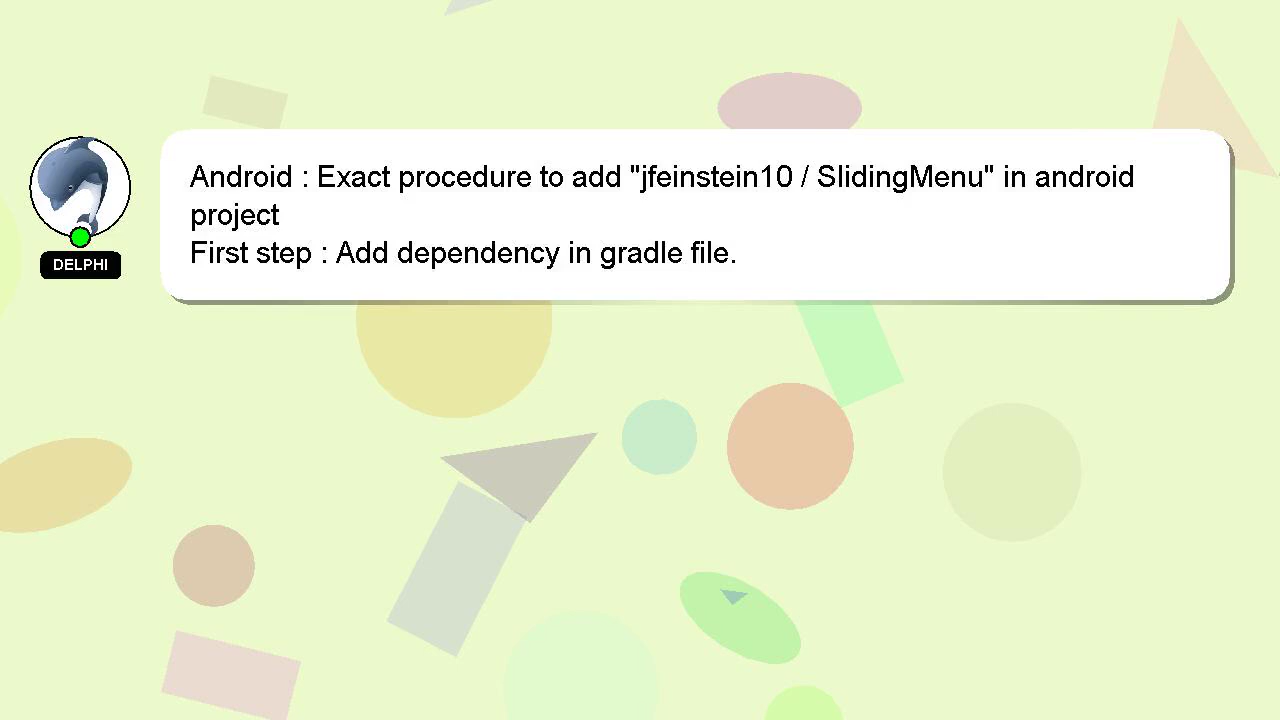 Android : Exact procedure to add "jfeinstein10 / SlidingMenu" in android
project
First step : Add dependency in gradle file.
DELPHI